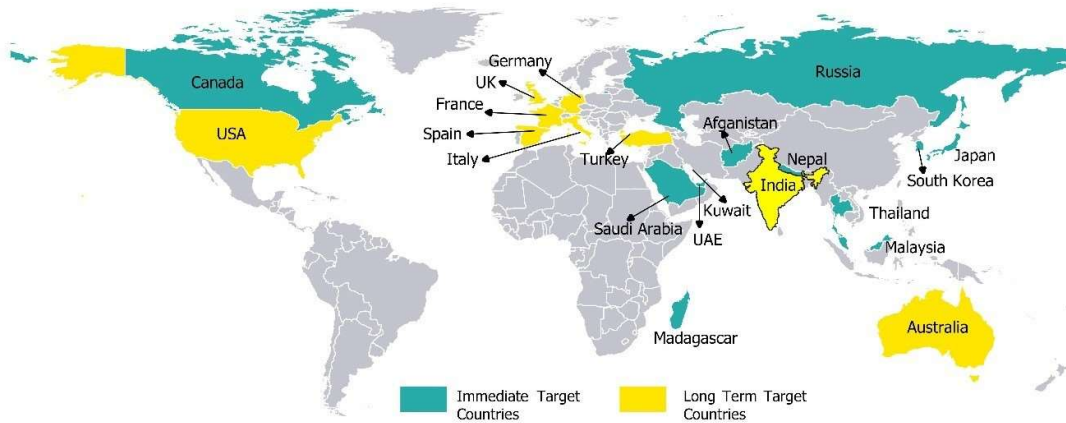 Germany
UK
Canada
Russia
France
USA
Afganistan
Spain
Nepal
Japan
Italy
Turkey
India
South Korea
Kuwait
Thailand
Saudi Arabia
UAE
Malaysia
Australia
Madagascar
Immediate Target
Countries
Long Term Target
Countries